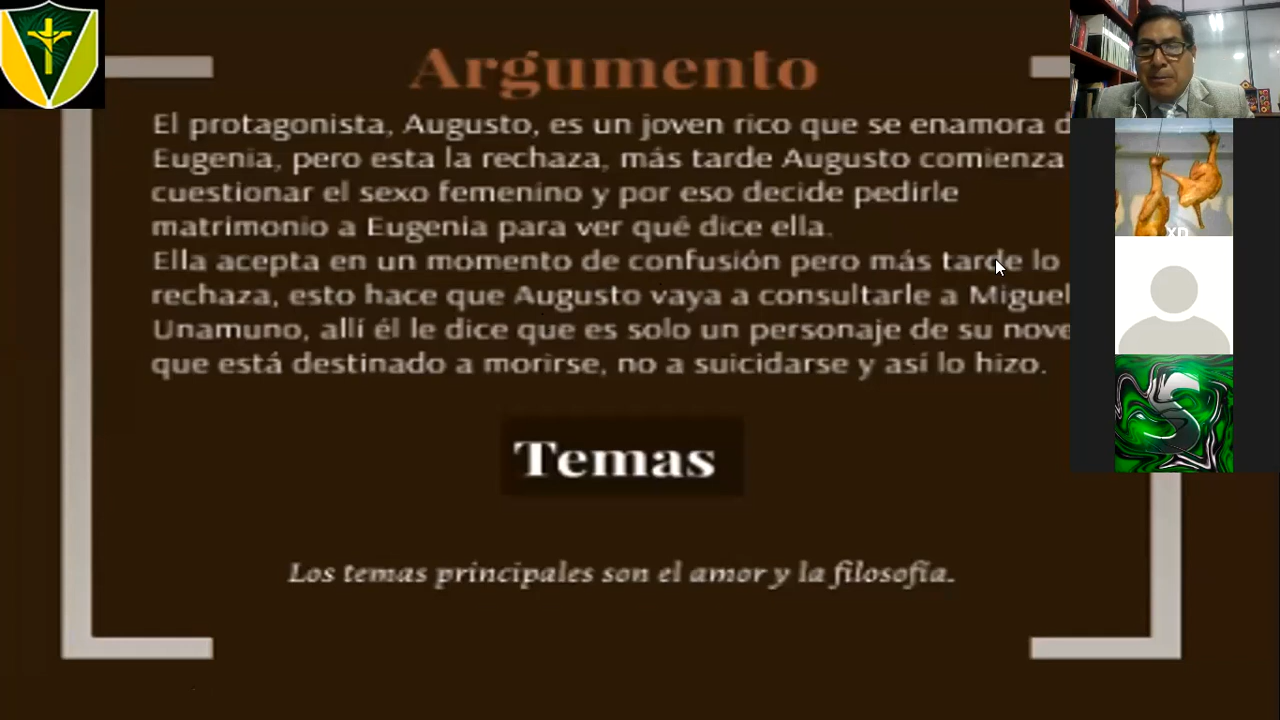 Argumento
El protagonista, Augusto, es un joven rico que se enamora d
Eugenia, pero esta la rechaza, más tarde Augusto comienza
cuestionar el sexo femenino y por eso decide pedirle
matrimonio a Eugenia para ver qué dice ella.
Ella acepta en un momento de confusión pero más tarde lo
rechaza, esto hace que Augusto vaya a consultarle a Miguel
Unamuno, allí él le dice que es solo un personaje de su nove
que está destinado a morirse, no a suicidarse y así lo hizo.
Temas
Los temas principales son el amor y la filosofía.
XD